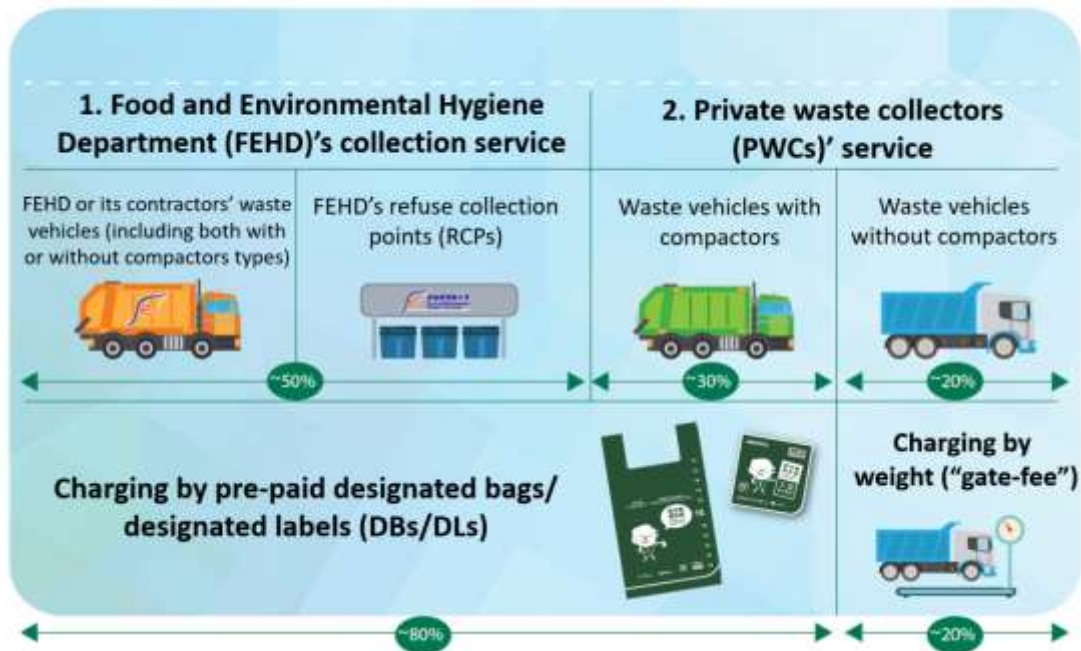 1. Food and Environmental Hygiene
Department (FEHD)'s collection service
2. Private waste collectors
(PWCs)' service
FEHD or its contractors' waste
vehicles (including both with
or without compactors types)
FEHD's refuse collection
points (RCPs)
Waste vehicles with
compactors
Waste vehicles
without compactors
~50%
~30%
~20%
Charging by pre-paid designated bags/
designated labels (DBs/DLs)
Charging by
weight ("gate-fee")
~80%
~20%